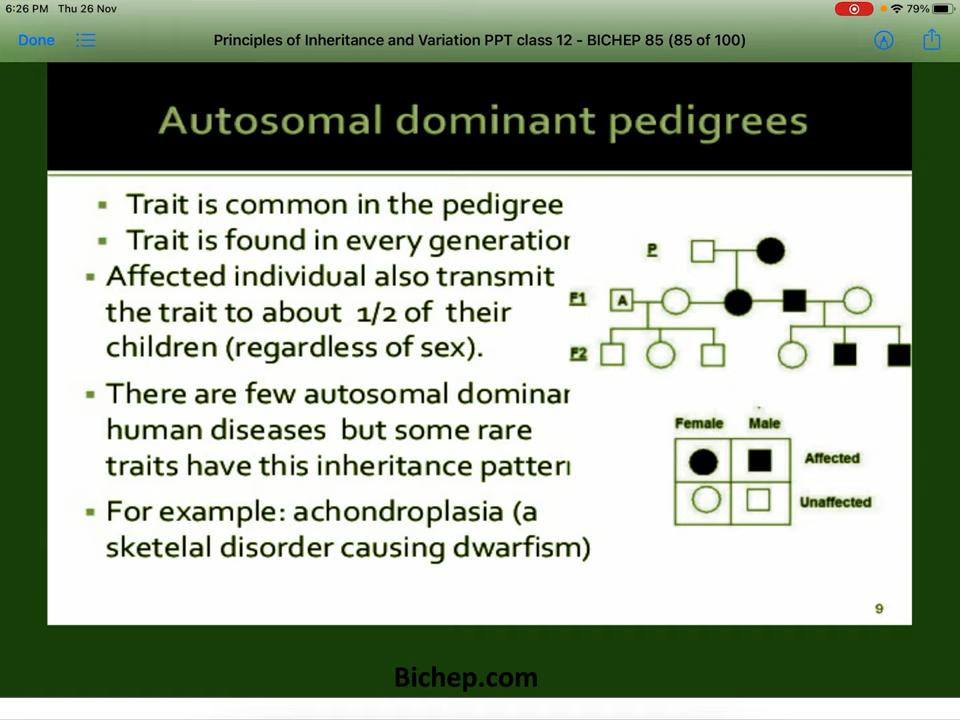 6:26 PM Thu 26 Nov
79%
Done
Principles of Inheritance and Variation PPT class 12 - BICHEP 85 (85 of 100)
Autosomal dominant pedigrees
▪ Trait is common in the pedigree
▪ Trait is found in every generation
▪ Affected individual also transmit
the trait to about 1/2 of their
children (regardless of sex).
▪ There are few autosomal dominan
human diseases but some rare
traits have this inheritance pattern
▪ For example: achondroplasia (a
sketelal disorder causing dwarfism)
P
F1
A
F2
Female Male
Affected
Unaffected
9
Bichep.com